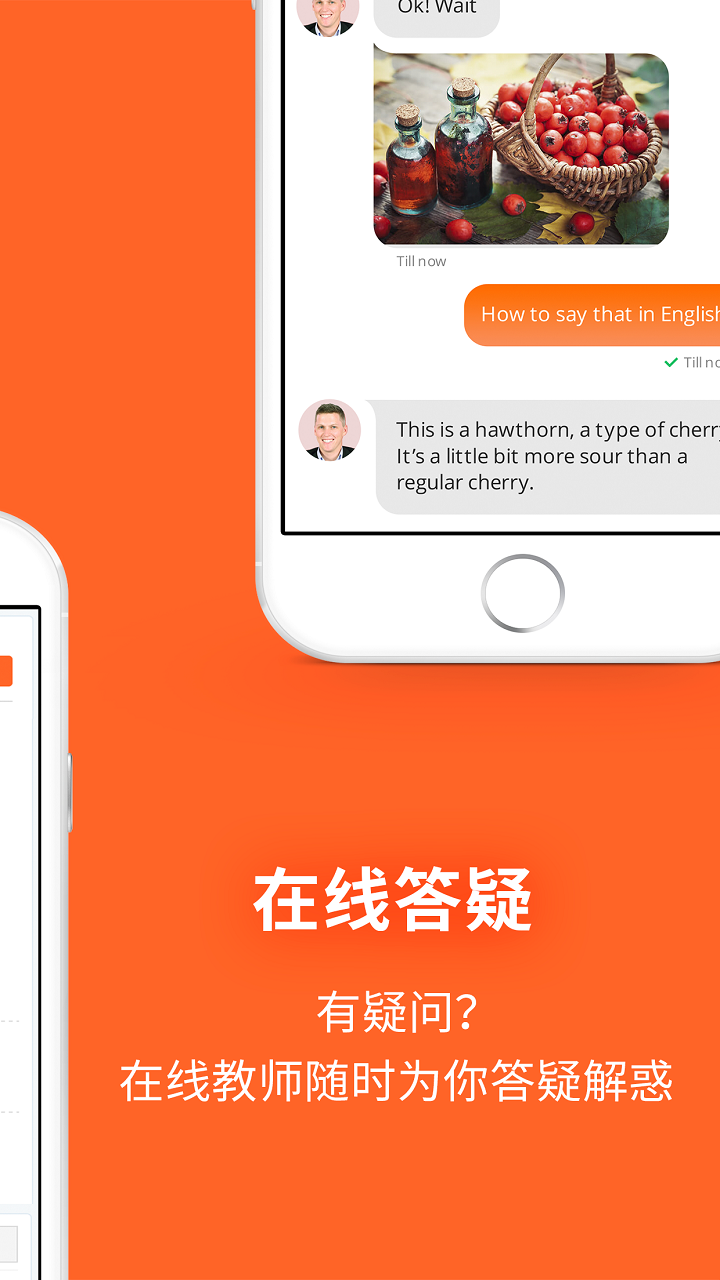 Ok! Wait
Till now
How to say that in English
Till no
This is a hawthorn, a type of cherry
It's a little bit more sour than a
regular cherry.
在线答疑
有疑问？
在线教师随时为你答疑解惑